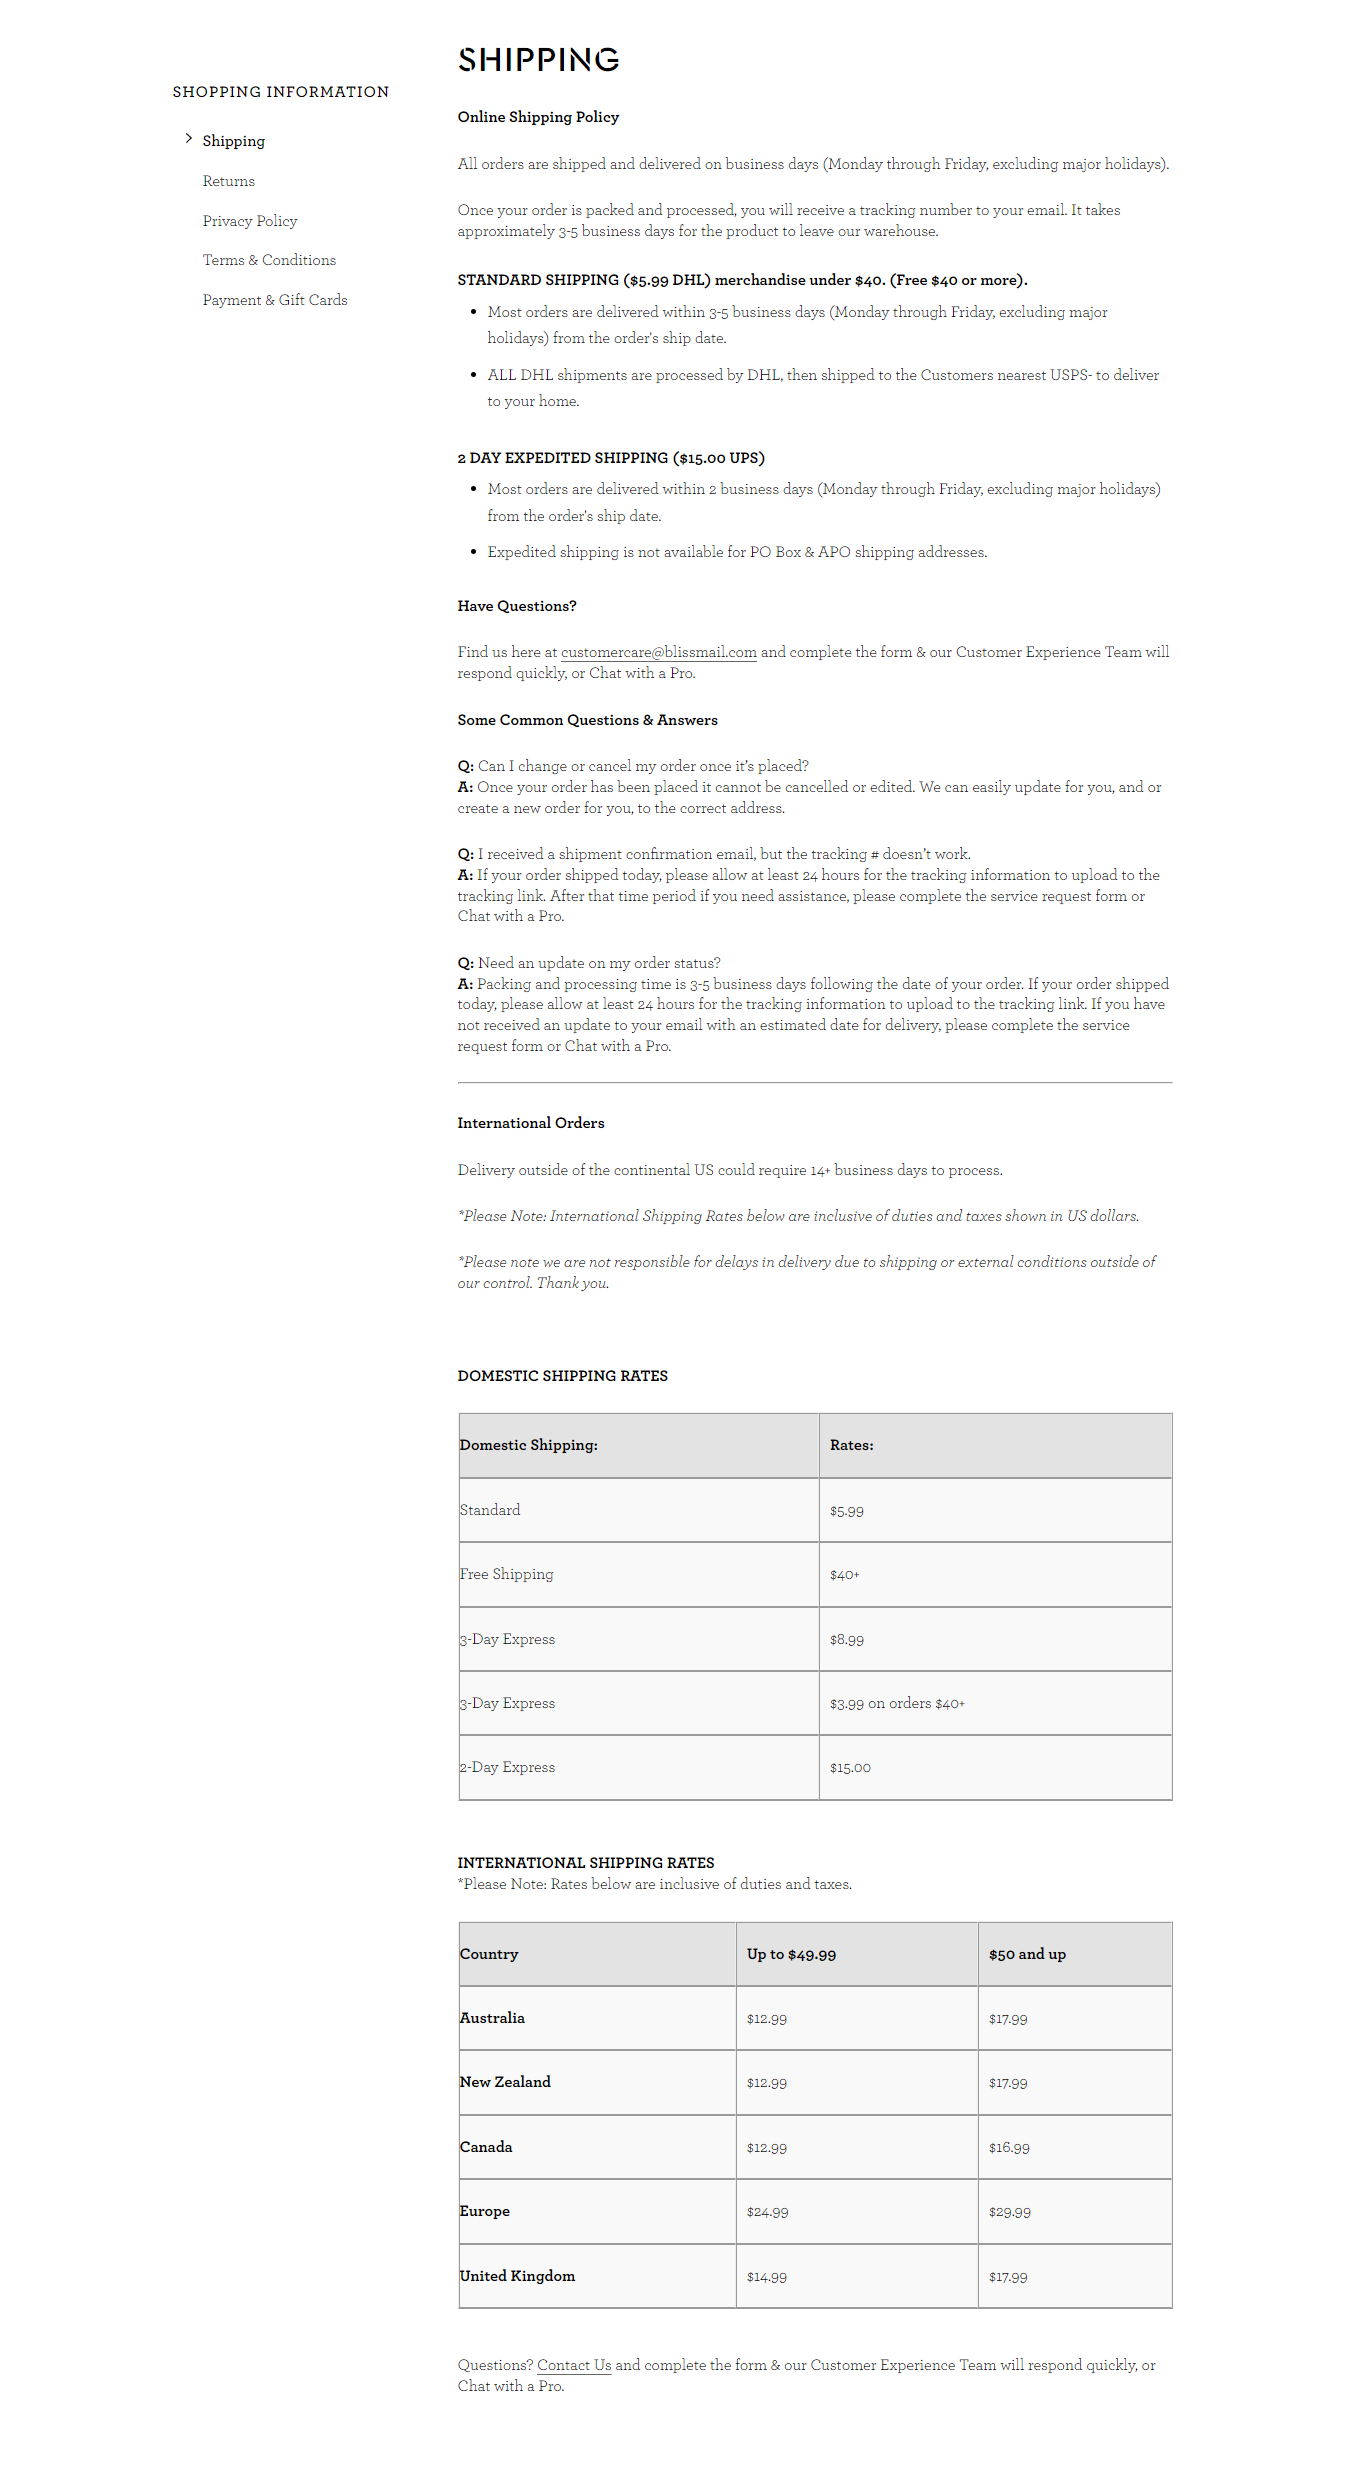 SHIPPING
SHOPPING INFORMATION
Shipping
Returns
Privacy Policy
Terms & Conditions
Payment & Gift Cards
Online Shipping Policy
All orders are shipped and delivered on business days (Monday through Friday, excluding major holidays).
Once your order is packed and processed, you will receive a tracking number to your email. It takes
approximately 3-5 business days for the product to leave our warehouse.
STANDARD SHIPPING ($5.99 DHL) merchandise under $40. (Free $40 or more).
• Most orders are delivered within 3-5 business days (Monday through Friday, excluding major
holidays) from the order's ship date.
• ALL DHL shipments are processed by DHL, then shipped to the Customers nearest USPS- to deliver
to your home.
2 DAY EXPEDITED SHIPPING ($15.00 UPS)
• Most orders are delivered within 2 business days (Monday through Friday, excluding major holidays)
from the order's ship date.
• Expedited shipping is not available for PO Box & APO shipping addresses.
Have Questions?
Find us here at customercare@blissmail.com and complete the form & our Customer Experience Team will
respond quickly, or Chat with a Pro.
Some Common Questions & Answers
Q: Can I change or cancel my order once it's placed?
A: Once your order has been placed it cannot be cancelled or edited. We can easily update for you, and or
create a new order for you, to the correct address.
Q: I received a shipment confirmation email, but the tracking # doesn't work.
A: If your order shipped today, please allow at least 24 hours for the tracking information to upload to the
tracking link. After that time period if you need assistance, please complete the service request form or
Chat with a Pro.
Q: Need an update on my order status?
A: Packing and processing time is 3-5 business days following the date of your order. If your order shipped
today, please allow at least 24 hours for the tracking information to upload to the tracking link. If you have
not received an update to your email with an estimated date for delivery, please complete the service
request form or Chat with a Pro.
International Orders
Delivery outside of the continental US could require 14+ business days to process.
*Please Note: International Shipping Rates below are inclusive of duties and taxes shown in US dollars.
*Please note we are not responsible for delays in delivery due to shipping or external conditions outside of
our control. Thank you.
DOMESTIC SHIPPING RATES
Domestic Shipping: Rates:
Standard $5.99
Free Shipping $40+
3-Day Express $8.99
3-Day Express $3.99 on orders $40+
2-Day Express $15.00
INTERNATIONAL SHIPPING RATES
*Please Note: Rates below are inclusive of duties and taxes.
Country Up to $49.99 $50 and up
Australia $12.99 $17.99
New Zealand $12.99 $17.99
Canada $12.99 $16.99
Europe $24.99 $29.99
United Kingdom $14.99 $17.99
Questions? Contact Us and complete the form & our Customer Experience Team will respond quickly, or
Chat with a Pro.